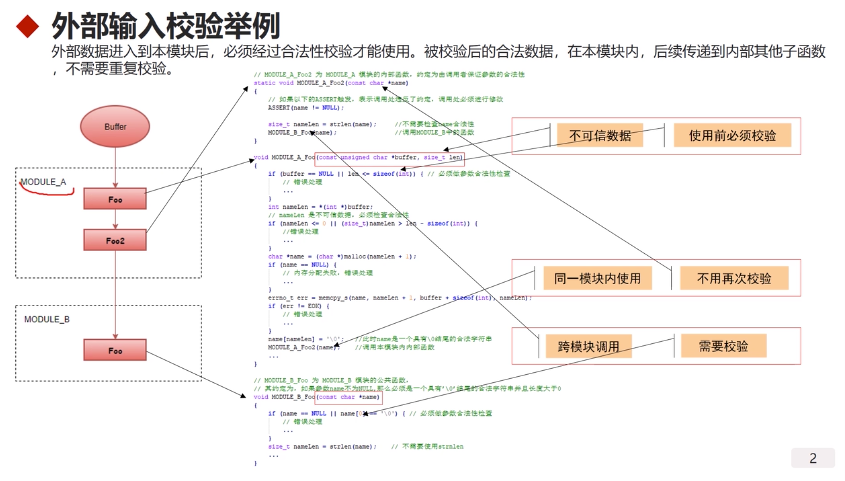 外部输入校验举例
外部数据进入到本模块后，必须经过合法性校验才能使用。被校验后的合法数据，在本模块内，后续传递到内部其他子函数
，不需要重复校验。
Buffer
MODULE_A
Foo
Foo2
MODULE_B
Foo
// MODULE_A_Foo2 为 MODULE_A 模块的内部函数，约定为由调用者保证参数的合法性
static void MODULE_A_Foo2(const char *name)
{
// 如果以下的ASSERT触发，表示调用处违反了约定，调用处必须进行修改
ASSERT(name != NULL);
...
size_t nameLen = strlen(name); //不需要检查name合法性
MODULE_B_Foo(name); //调用MODULE_B中的函数
}
void MODULE_A_Foo(const unsigned char *buffer, size_t len)
{
if (buffer == NULL || len <= sizeof(int)) { // 必须做参数合法性检查
// 错误处理
...
}
int nameLen = *(int *)buffer;
// nameLen 是不可信数据，必须检查合法性
if (nameLen <= 0 || (size_t)nameLen > len - sizeof(int)) {
//错误处理
...
}
char *name = (char *)malloc(nameLen + 1);
if (name == NULL) {
// 内存分配失败，错误处理
...
}
errno_t err = memcpy_s(name, nameLen + 1, buffer + sizeof(int), nameLen);
if (err != EOK) {
// 错误处理
...
}
name[nameLen] = '\0'; //此时name是一个具有\0结尾的合法字符串
MODULE_A_Foo2(name); //调用本模块内内部函数
...
}
// MODULE_B_Foo 为 MODULE_B 模块的公共函数，
// 其约定为，如果参数name不为NULL,那么必须是一个具有'\0'结尾的合法字符串并且长度大于0
void MODULE_B_Foo(const char *name)
{
if (name == NULL || name[0] == '\0') { // 必须做参数合法性检查
// 错误处理
...
}
size_t nameLen = strlen(name); // 不需要使用strnlen
...
}
不可信数据
使用前必须校验
同一模块内使用
不用再次校验
跨模块调用
需要校验
2